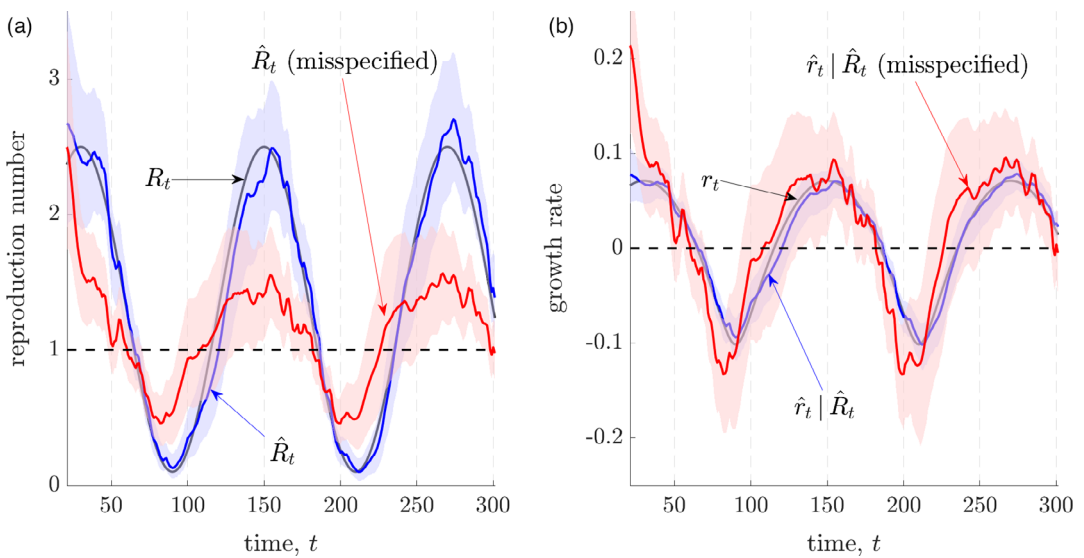 (a)
reproduction number
3
2
1
0
R̂ₜ (misspecified)
Rₜ
R̂ₜ
50 100 150 200 250 300
time, t
(b)
growth rate
0.2
0.1
0
-0.1
-0.2
r̂ₜ | R̂ₜ (misspecified)
rₜ
r̂ₜ | R̂ₜ
50 100 150 200 250 300
time, t